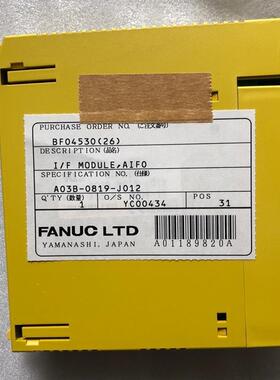 PURCHASE ORDER NO. (ご注文番号)
BF04530(26)
DESCRIPTION (品名)
I/F MODULE,AIF0
SPECIFICATION NO. (仕様)
A03B-0819-J012
Q'TY (数量) O/S NO. POS
1 YC00434 31
FANUC LTD
YAMANASHI, JAPAN
A01189820A